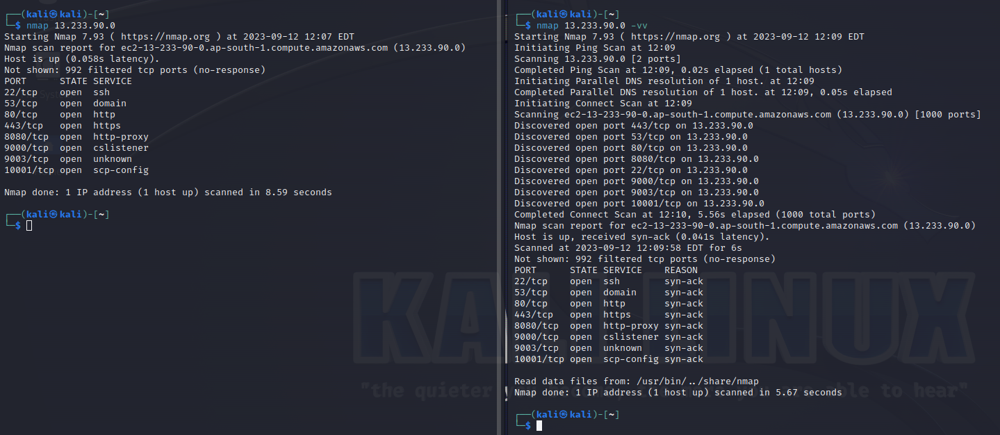 ┌──(kali㉿kali)-[~]
└─$ nmap 13.233.90.0
Starting Nmap 7.93 ( https://nmap.org ) at 2023-09-12 12:07 EDT
Nmap scan report for ec2-13-233-90-0.ap-south-1.compute.amazonaws.com (13.233.90.0)
Host is up (0.058s latency).
Not shown: 992 filtered tcp ports (no-response)
PORT      STATE SERVICE
22/tcp    open  ssh
53/tcp    open  domain
80/tcp    open  http
443/tcp   open  https
8080/tcp  open  http-proxy
9000/tcp  open  cslistener
9003/tcp  open  unknown
10001/tcp open  scp-config
Nmap done: 1 IP address (1 host up) scanned in 8.59 seconds
┌──(kali㉿kali)-[~]
└─$
┌──(kali㉿kali)-[~]
└─$ nmap 13.233.90.0 -vv
Starting Nmap 7.93 ( https://nmap.org ) at 2023-09-12 12:09 EDT
Initiating Ping Scan at 12:09
Scanning 13.233.90.0 [2 ports]
Completed Ping Scan at 12:09, 0.02s elapsed (1 total hosts)
Initiating Parallel DNS resolution of 1 host. at 12:09
Completed Parallel DNS resolution of 1 host. at 12:09, 0.05s elapsed
Initiating Connect Scan at 12:09
Scanning ec2-13-233-90-0.ap-south-1.compute.amazonaws.com (13.233.90.0) [1000 ports]
Discovered open port 443/tcp on 13.233.90.0
Discovered open port 53/tcp on 13.233.90.0
Discovered open port 80/tcp on 13.233.90.0
Discovered open port 8080/tcp on 13.233.90.0
Discovered open port 22/tcp on 13.233.90.0
Discovered open port 9000/tcp on 13.233.90.0
Discovered open port 9003/tcp on 13.233.90.0
Discovered open port 10001/tcp on 13.233.90.0
Completed Connect Scan at 12:10, 5.56s elapsed (1000 total ports)
Nmap scan report for ec2-13-233-90-0.ap-south-1.compute.amazonaws.com (13.233.90.0)
Host is up, received syn-ack (0.041s latency).
Scanned at 2023-09-12 12:09:58 EDT for 6s
Not shown: 992 filtered tcp ports (no-response)
PORT      STATE SERVICE    REASON
22/tcp    open  ssh        syn-ack
53/tcp    open  domain     syn-ack
80/tcp    open  http       syn-ack
443/tcp   open  https      syn-ack
8080/tcp  open  http-proxy syn-ack
9000/tcp  open  cslistener syn-ack
9003/tcp  open  unknown    syn-ack
10001/tcp open  scp-config syn-ack
Read data files from: /usr/bin/../share/nmap
Nmap done: 1 IP address (1 host up) scanned in 5.67 seconds
┌──(kali㉿kali)-[~]
└─$
KALI LINUX
"the quieter you become, the more you are able to hear"